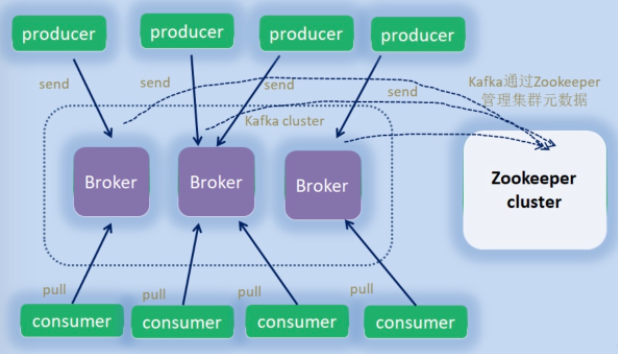 producer
producer
producer
producer
send
send
send
send
Kafka通过Zookeeper
管理集群元数据
Kafka cluster
Broker
Broker
Broker
Zookeeper
cluster
pull
pull
pull
pull
consumer
consumer
consumer
consumer